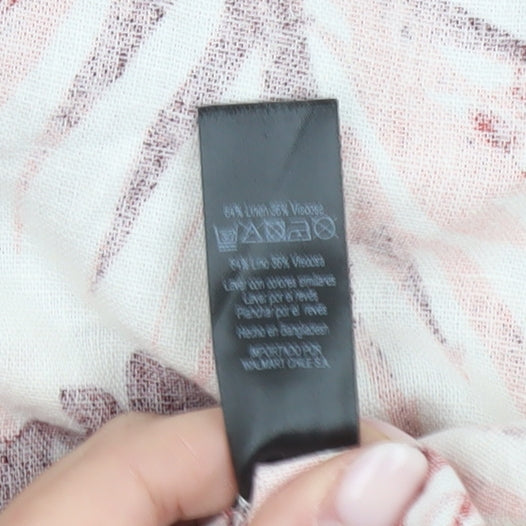 64% Linen 36% Viscosa
64% Lino 36% Viscosa
Lavar con colores similares
Lavar por el revés
Planchar por el revés
Hecho en Bangladesh
IMPORTADO POR
WALMART CHILE S.A.